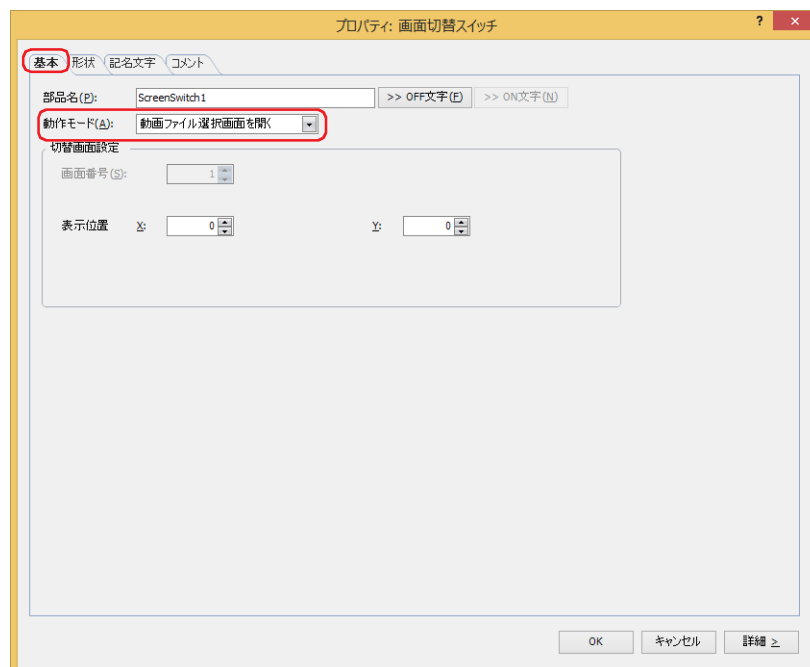 プロパティ: 画面切替スイッチ ? ×
基本 形状 記名文字 コメント
部品名(P): ScreenSwitch1 >> OFF文字(F) >> ON文字(N)
動作モード(A): 動画ファイル選択画面を開く
切替画面設定
画面番号(S): 1
表示位置 X: 0 Y: 0
OK キャンセル 詳細 >